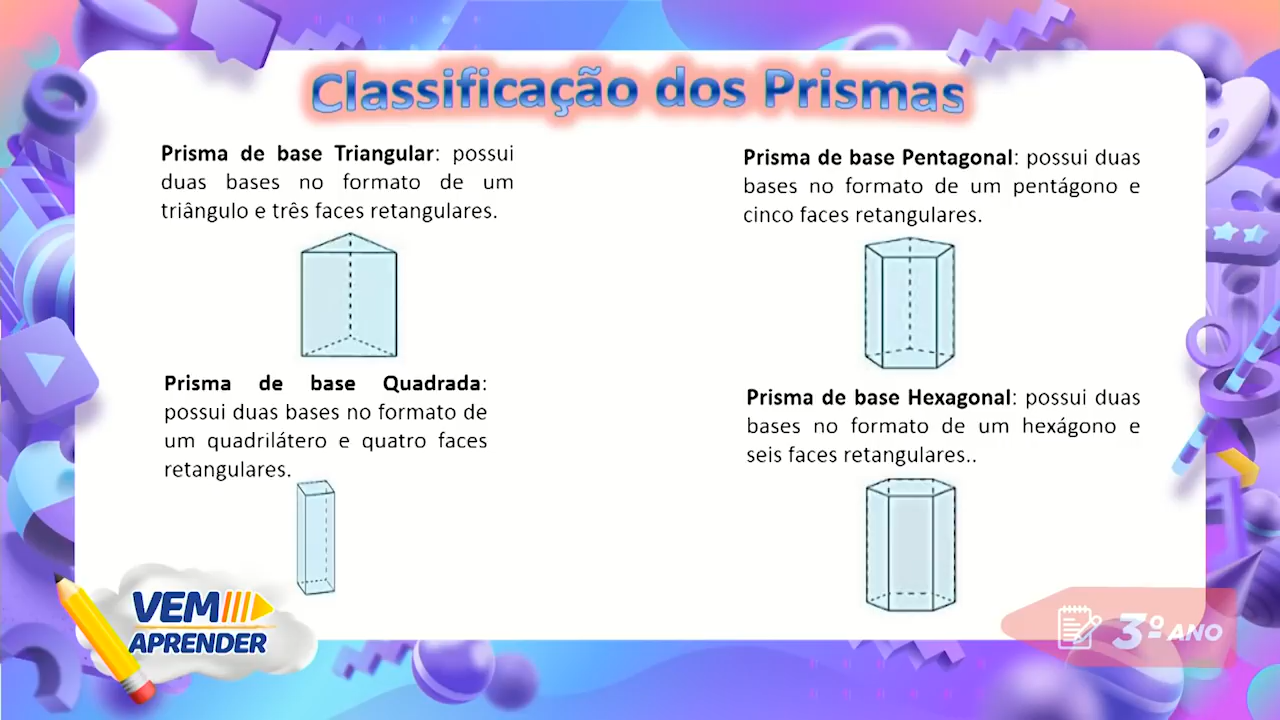 Classificação dos Prismas
Prisma de base Triangular: possui
duas bases no formato de um
triângulo e três faces retangulares.
Prisma de base Quadrada:
possui duas bases no formato de
um quadrilátero e quatro faces
retangulares.
Prisma de base Pentagonal: possui duas
bases no formato de um pentágono e
cinco faces retangulares.
Prisma de base Hexagonal: possui duas
bases no formato de um hexágono e
seis faces retangulares..
VEM
APRENDER
3º ANO